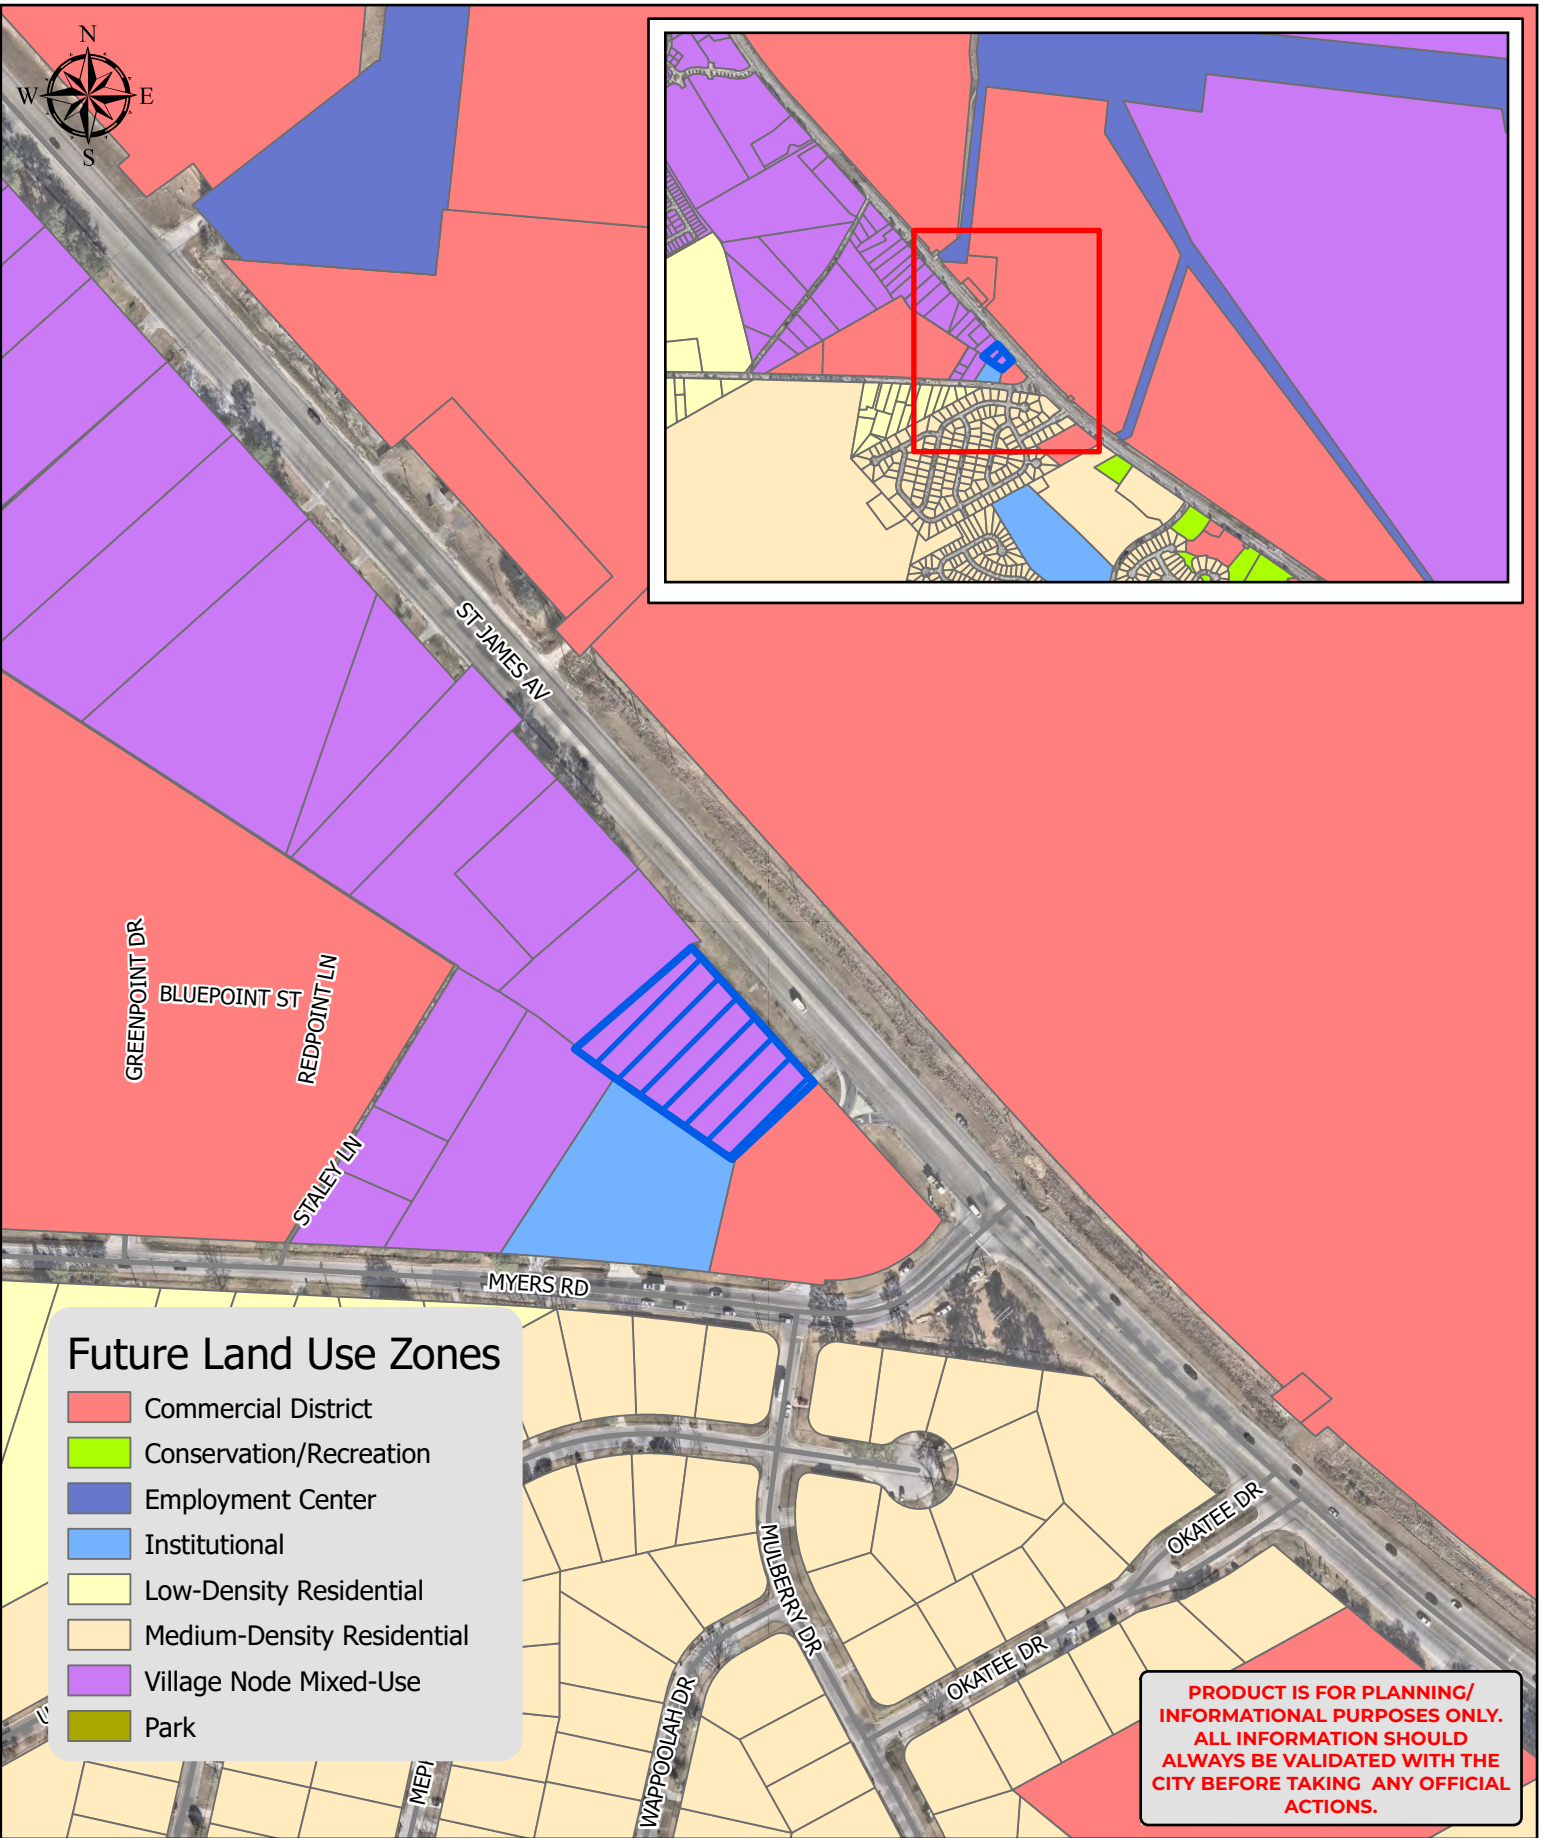 N
W
E
S
ST JAMES AV
GREENPOINT DR
BLUEPOINT ST
REDPOINT LN
STALEY LN
MYERS RD
Future Land Use Zones
Commercial District
Conservation/Recreation
Employment Center
Institutional
Low-Density Residential
Medium-Density Residential
Village Node Mixed-Use
Park
MULBERRY DR
OKATEE DR
OKATEE DR
WAPPOOLAH DR
PRODUCT IS FOR PLANNING/
INFORMATIONAL PURPOSES ONLY.
ALL INFORMATION SHOULD
ALWAYS BE VALIDATED WITH THE
CITY BEFORE TAKING ANY OFFICIAL
ACTIONS.